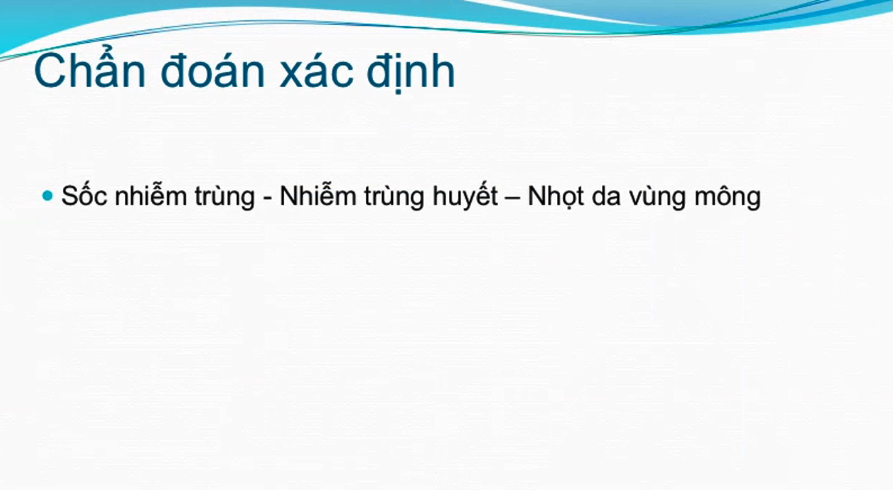 Chẩn đoán xác định
• Sốc nhiễm trùng - Nhiễm trùng huyết – Nhọt da vùng mông